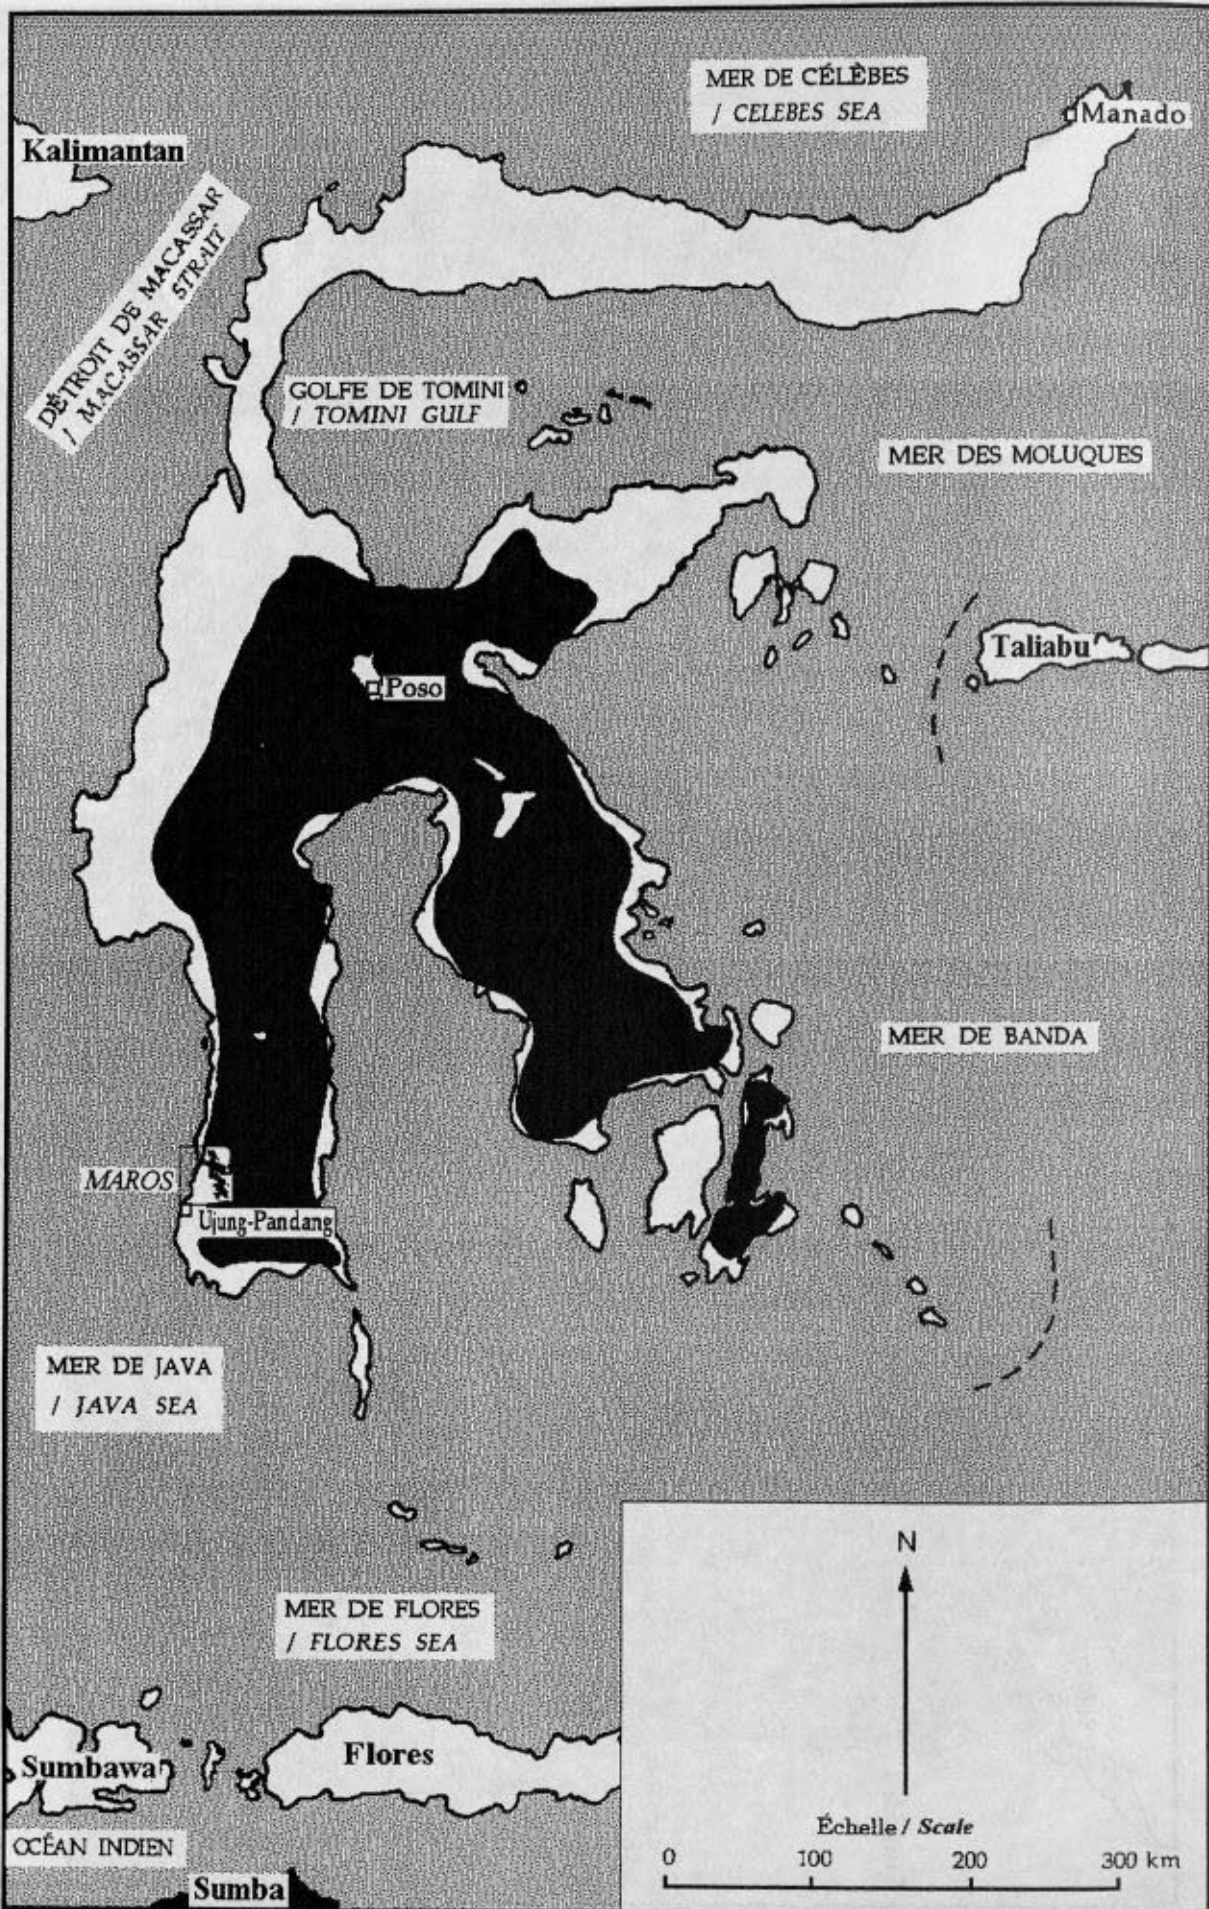 MER DE CÉLÈBES
/ CELEBES SEA
Manado
Kalimantan
DÉTROIT DE MACASSAR
/ MACASSAR STRAIT
GOLFE DE TOMINI
/ TOMINI GULF
MER DES MOLUQUES
Taliabu
Poso
MER DE BANDA
MAROS
Ujung-Pandang
MER DE JAVA
/ JAVA SEA
MER DE FLORES
/ FLORES SEA
N
Sumbawa
Flores
Échelle / Scale
OCÉAN INDIEN
0 100 200 300 km
Sumba